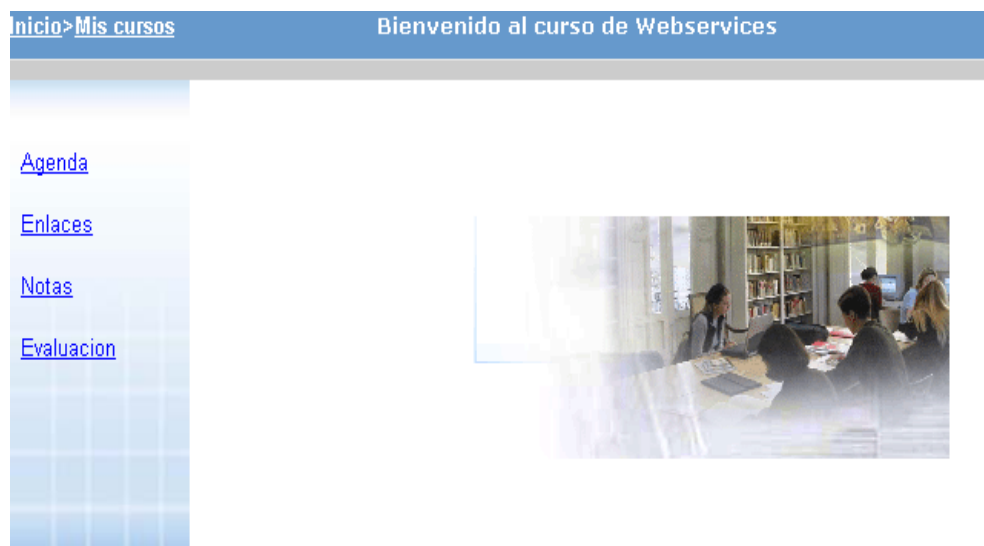 Inicio>Mis cursos
Bienvenido al curso de Webservices
Agenda
Enlaces
Notas
Evaluacion